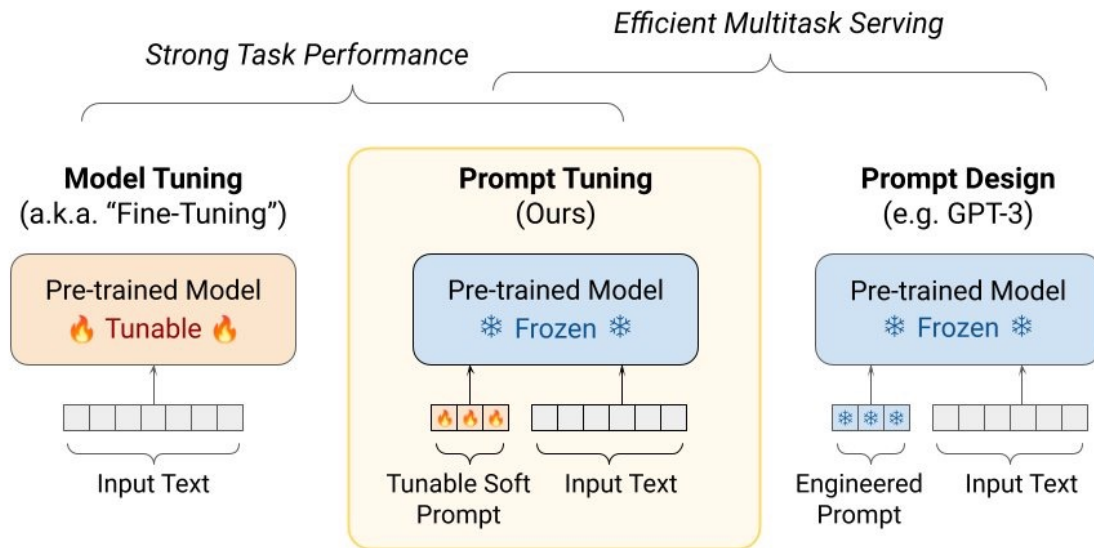 Efficient Multitask Serving
Strong Task Performance
Model Tuning
(a.k.a. “Fine-Tuning”)
Pre-trained Model
🔥 Tunable 🔥
Input Text
Prompt Tuning
(Ours)
Pre-trained Model
❄ Frozen ❄
Tunable Soft
Prompt
Input Text
Prompt Design
(e.g. GPT-3)
Pre-trained Model
❄ Frozen ❄
Engineered
Prompt
Input Text